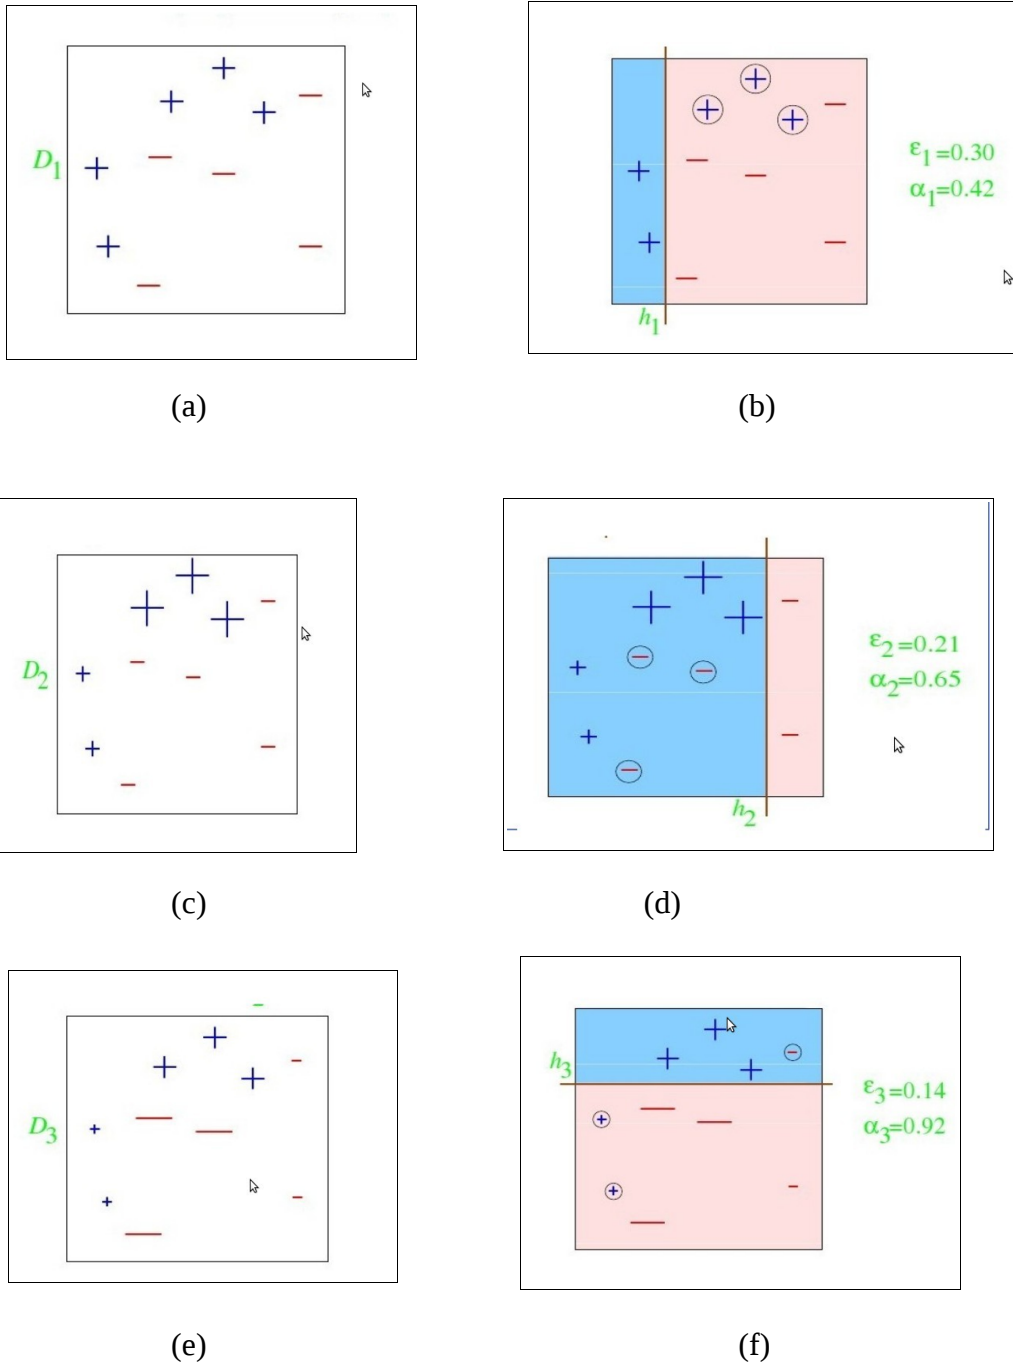 D1
ε1=0.30
α1=0.42
h1
(a)
(b)
D2
ε2=0.21
α2=0.65
h2
(c)
(d)
D3
h3
ε3=0.14
α3=0.92
(e)
(f)